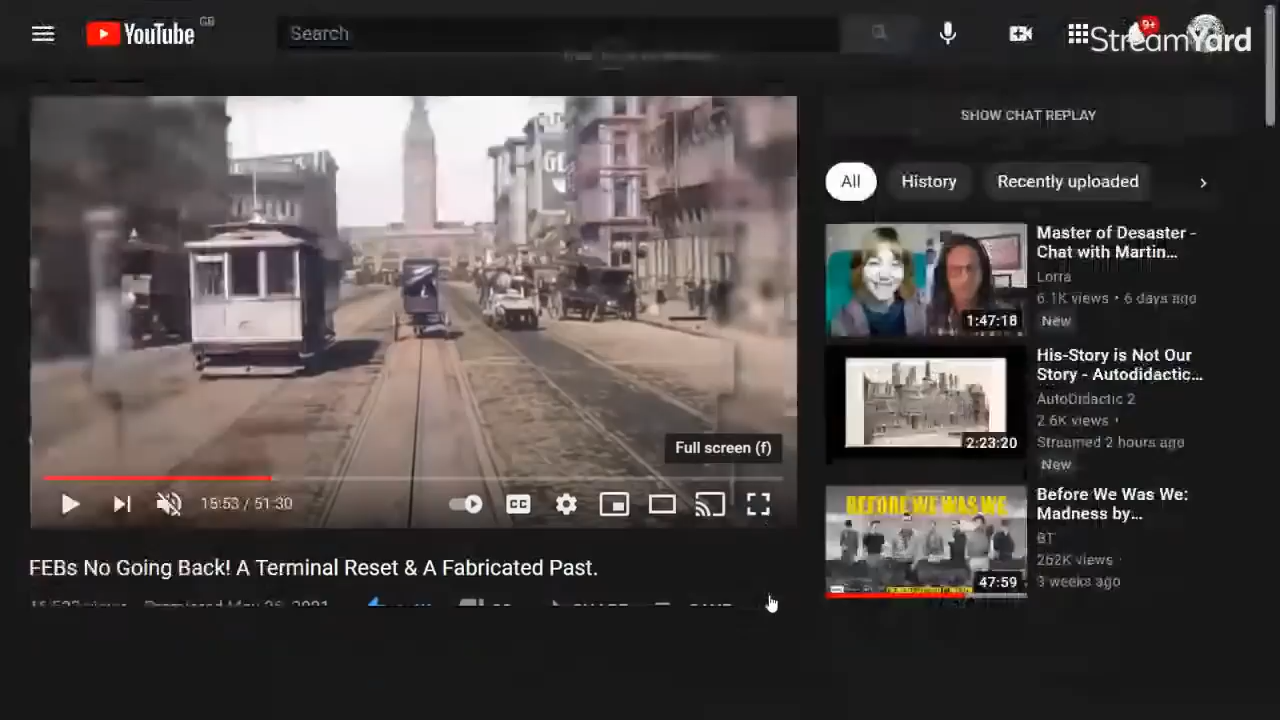 YouTube GB
Search
9+
StreamYard
SHOW CHAT REPLAY
All
History
Recently uploaded
Master of Desaster -
Chat with Martin...
Lorra
6.1K views • 6 days ago
New
1:47:18
His-Story is Not Our
Story - Autodidactic...
AutoDidactic 2
2.6K views •
Streamed 2 hours ago
New
2:23:20
BEFORE WE WAS WE
Before We Was We:
Madness by...
BT
262K views •
3 weeks ago
47:59
Full screen (f)
15:53 / 51:30
CC
FEBs No Going Back! A Terminal Reset & A Fabricated Past.